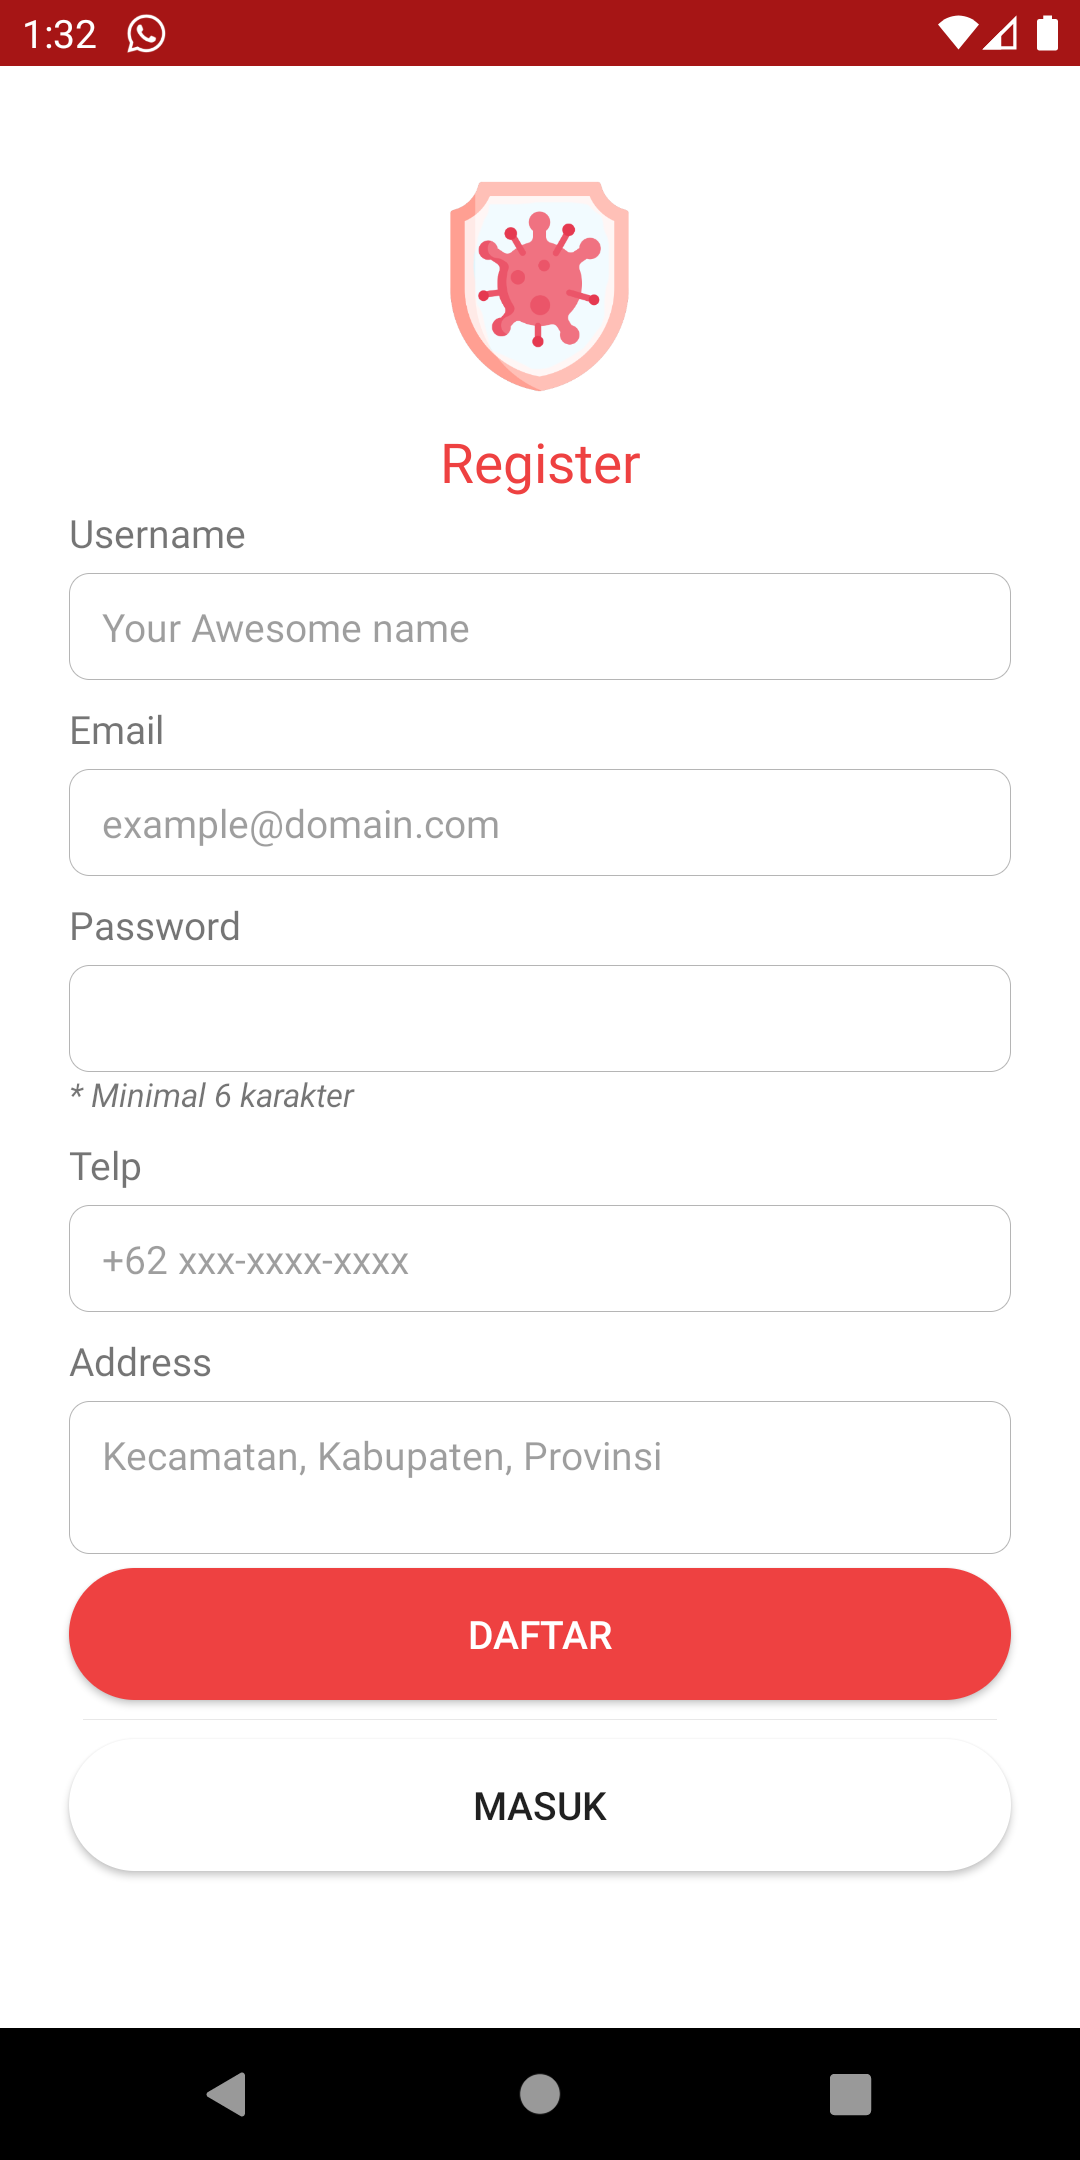 1:32
Register
Username
Your Awesome name
Email
example@domain.com
Password
* Minimal 6 karakter
Telp
+62 xxx-xxxx-xxxx
Address
Kecamatan, Kabupaten, Provinsi
DAFTAR
MASUK